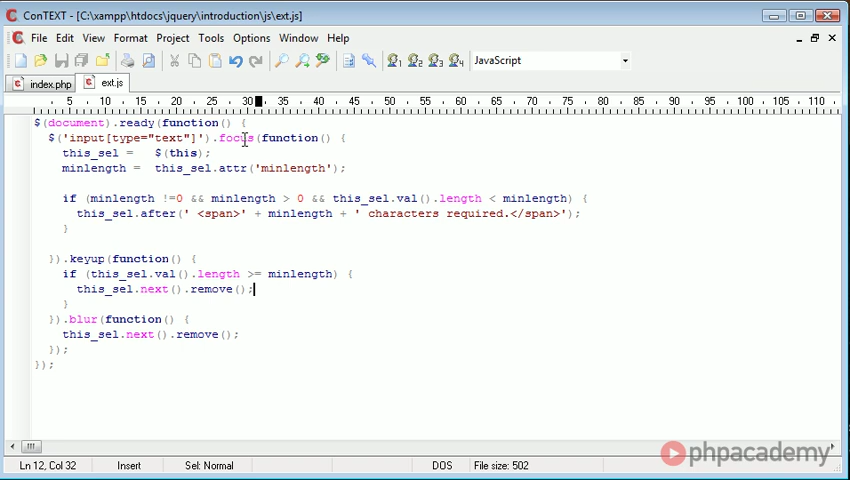 ConTEXT - [C:\xampp\htdocs\jquery\introduction\js\ext.js]
File Edit View Format Project Tools Options Window Help
JavaScript
index.php ext.js
5 10 15 20 25 30 35 40 45 50 55 60 65 70 75 80 85 90 95 100 105 110
$(document).ready(function() {
$('input[type="text"]').focus(function() {
this_sel = $(this);
minlength = this_sel.attr('minlength');
if (minlength !=0 && minlength > 0 && this_sel.val().length < minlength) {
this_sel.after(' <span>' + minlength + ' characters required.</span>');
}
}).keyup(function() {
if (this_sel.val().length >= minlength) {
this_sel.next().remove();
}
}).blur(function() {
this_sel.next().remove();
});
});
phpacademy
Ln 12, Col 32 Insert Sel: Normal DOS File size: 502